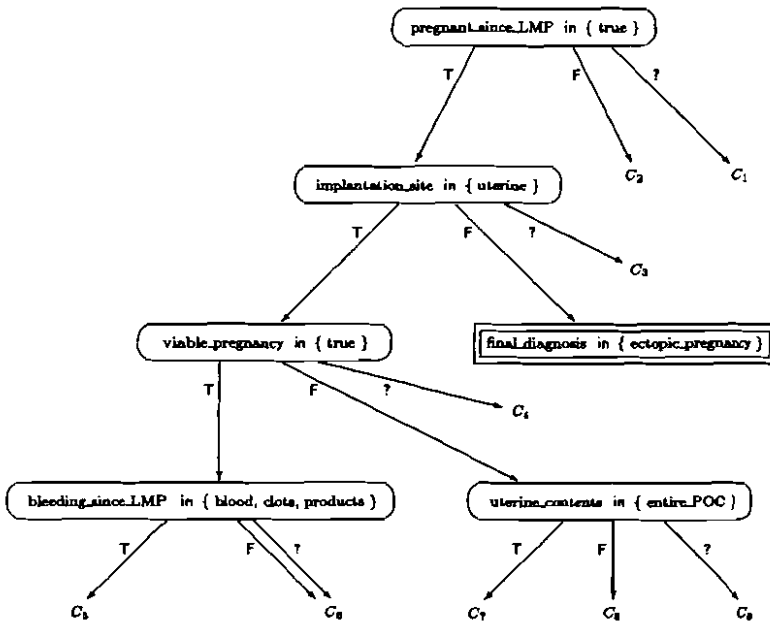 pregnant_since_LMP in { true }
T F ?
C₂ C₁
implantation_site in { uterine }
T F ?
C₃
viable_pregnancy in { true }
final_diagnosis in { ectopic_pregnancy }
T F ?
C₄
bleeding_since_LMP in { blood, clots, products }
uterine_contents in { entire_POC }
T F ? T F ?
C₅ C₆ C₇ C₈ C₉